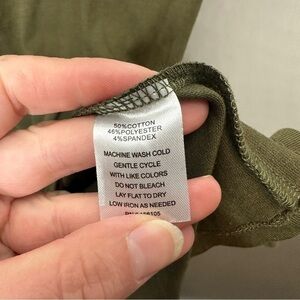 50%COTTON
46%POLYESTER
4%SPANDEX
MACHINE WASH COLD
GENTLE CYCLE
WITH LIKE COLORS
DO NOT BLEACH
LAY FLAT TO DRY
LOW IRON AS NEEDED